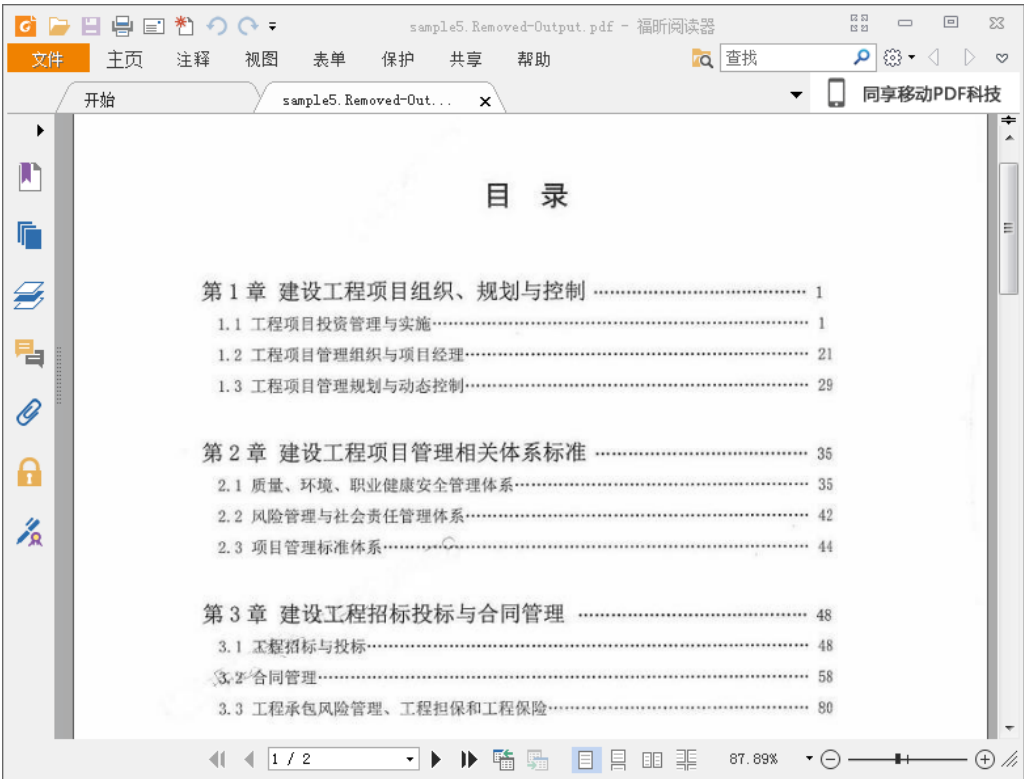 sample5.Removed-Output.pdf - 福昕阅读器
文件 主页 注释 视图 表单 保护 共享 帮助 查找
开始 sample5.Removed-Out... 同享移动PDF科技
目 录
第1章 建设工程项目组织、规划与控制 ································ 1
1.1 工程项目投资管理与实施································ 1
1.2 工程项目管理组织与项目经理································ 21
1.3 工程项目管理规划与动态控制································ 29
第2章 建设工程项目管理相关体系标准 ································ 35
2.1 质量、环境、职业健康安全管理体系································ 35
2.2 风险管理与社会责任管理体系································ 42
2.3 项目管理标准体系································ 44
第3章 建设工程招标投标与合同管理 ································ 48
3.1 工程招标与投标································ 48
3.2 合同管理································ 58
3.3 工程承包风险管理、工程担保和工程保险································ 80
1 / 2 87.89%